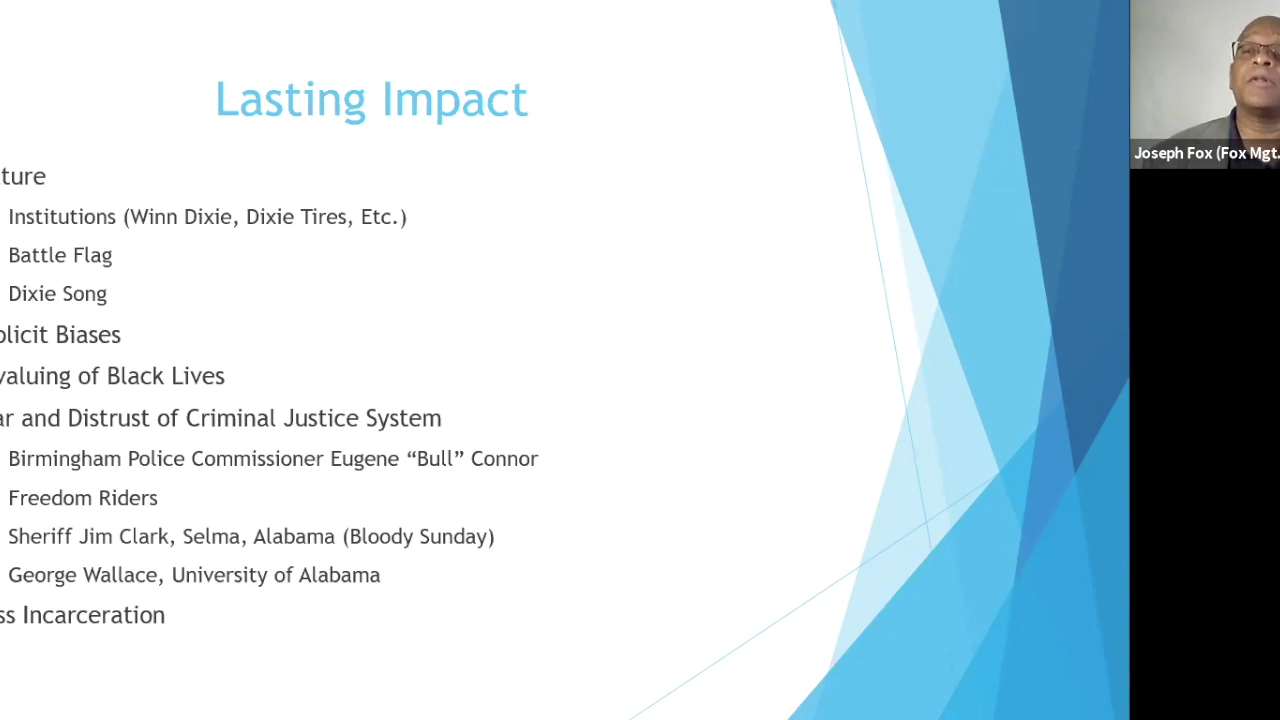 Lasting Impact
ture
Institutions (Winn Dixie, Dixie Tires, Etc.)
Battle Flag
Dixie Song
plicit Biases
valuing of Black Lives
ar and Distrust of Criminal Justice System
Birmingham Police Commissioner Eugene “Bull” Connor
Freedom Riders
Sheriff Jim Clark, Selma, Alabama (Bloody Sunday)
George Wallace, University of Alabama
ss Incarceration
Joseph Fox (Fox Mgt.